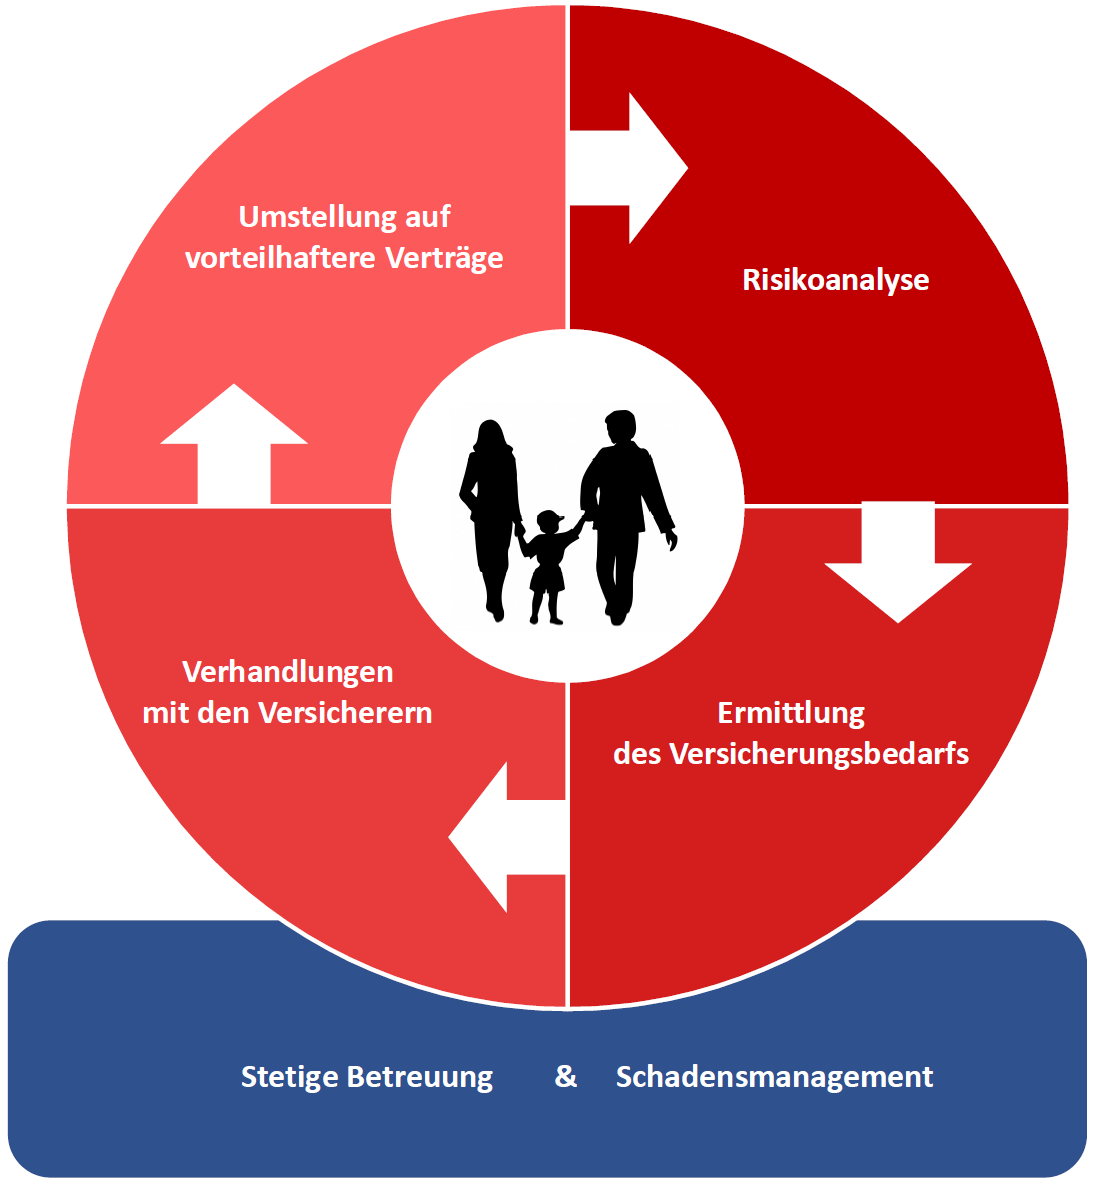 Umstellung auf
vorteilhaftere Verträge
Risikoanalyse
Verhandlungen
mit den Versicherern
Ermittlung
des Versicherungsbedarfs
Stetige Betreuung & Schadensmanagement